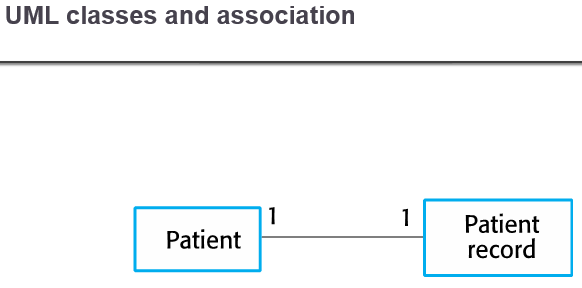 UML classes and association
1
1
Patient
Patient
record